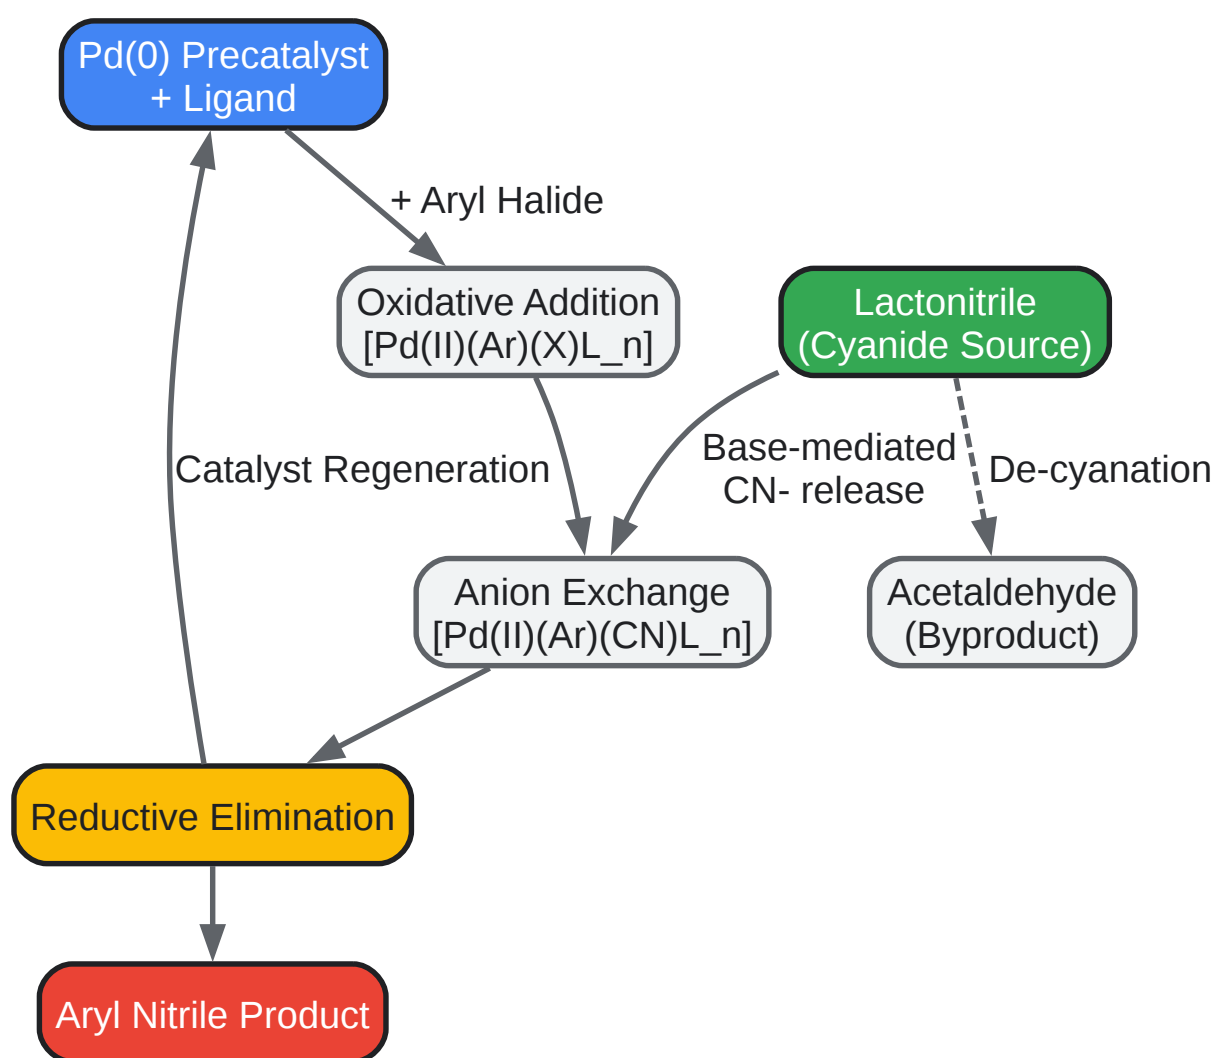 Pd(0) Precatalyst
+ Ligand
+ Aryl Halide
Oxidative Addition
[Pd(II)(Ar)(X)L_n]
Lactonitrile
(Cyanide Source)
Catalyst Regeneration
Base-mediated
CN- release
De-cyanation
Anion Exchange
[Pd(II)(Ar)(CN)L_n]
Acetaldehyde
(Byproduct)
Reductive Elimination
Aryl Nitrile Product